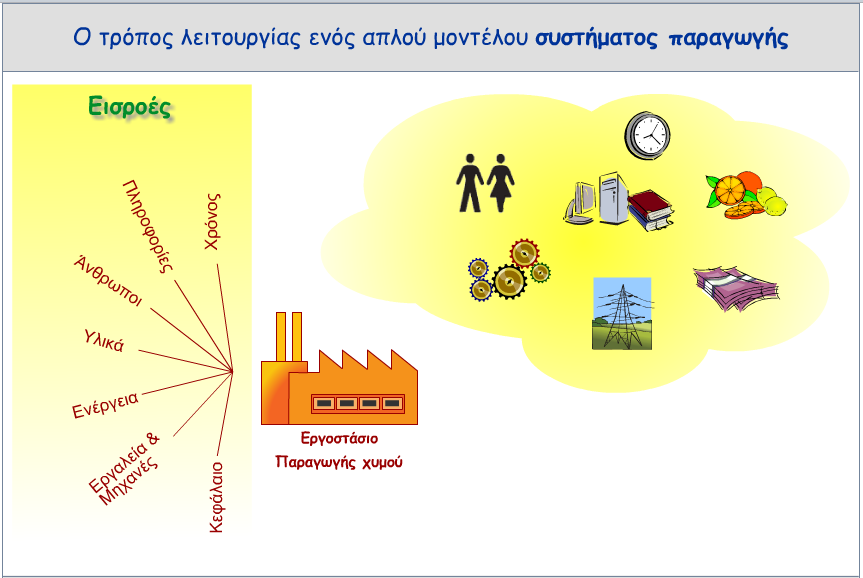 Ο τρόπος λειτουργίας ενός απλού μοντέλου συστήματος παραγωγής
Εισροές
Πληροφορίες
Χρόνος
Άνθρωποι
Υλικά
Ενέργεια
Εργαλεία &
Μηχανές
Κεφάλαιο
Εργοστάσιο
Παραγωγής χυμού